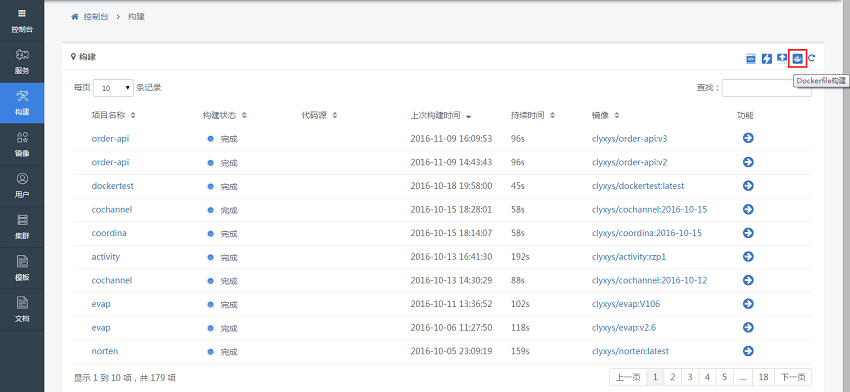 控制台
服务
构建
镜像
用户
集群
模板
文档
控制台 > 构建
构建
Dockerfile构建
每页 10 条记录 查找：
项目名称 构建状态 代码源 上次构建时间 持续时间 镜像 功能
order-api 完成 2016-11-09 16:09:53 96s clyxys/order-api:v3
order-api 完成 2016-11-09 14:43:43 96s clyxys/order-api:v2
dockertest 完成 2016-10-18 19:58:00 45s clyxys/dockertest:latest
cochannel 完成 2016-10-15 18:28:01 58s clyxys/cochannel:2016-10-15
coordina 完成 2016-10-15 18:14:07 58s clyxys/coordina:2016-10-15
activity 完成 2016-10-13 16:41:30 192s clyxys/activity:rzp1
cochannel 完成 2016-10-13 14:30:29 88s clyxys/cochannel:2016-10-12
evap 完成 2016-10-11 13:36:52 102s clyxys/evap:V106
evap 完成 2016-10-06 11:27:50 118s clyxys/evap:v2.6
norten 完成 2016-10-05 23:09:19 159s clyxys/norten:latest
显示 1 到 10 项，共 179 项 上一页 1 2 3 4 5 ... 18 下一页